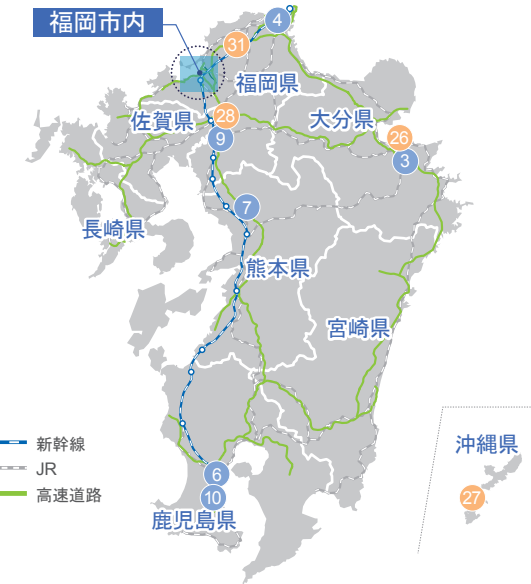 福岡市内
4
31
福岡県
28
佐賀県
大分県
26
9
3
7
長崎県
熊本県
宮崎県
新幹線
JR
高速道路
6
10
鹿児島県
沖縄県
27